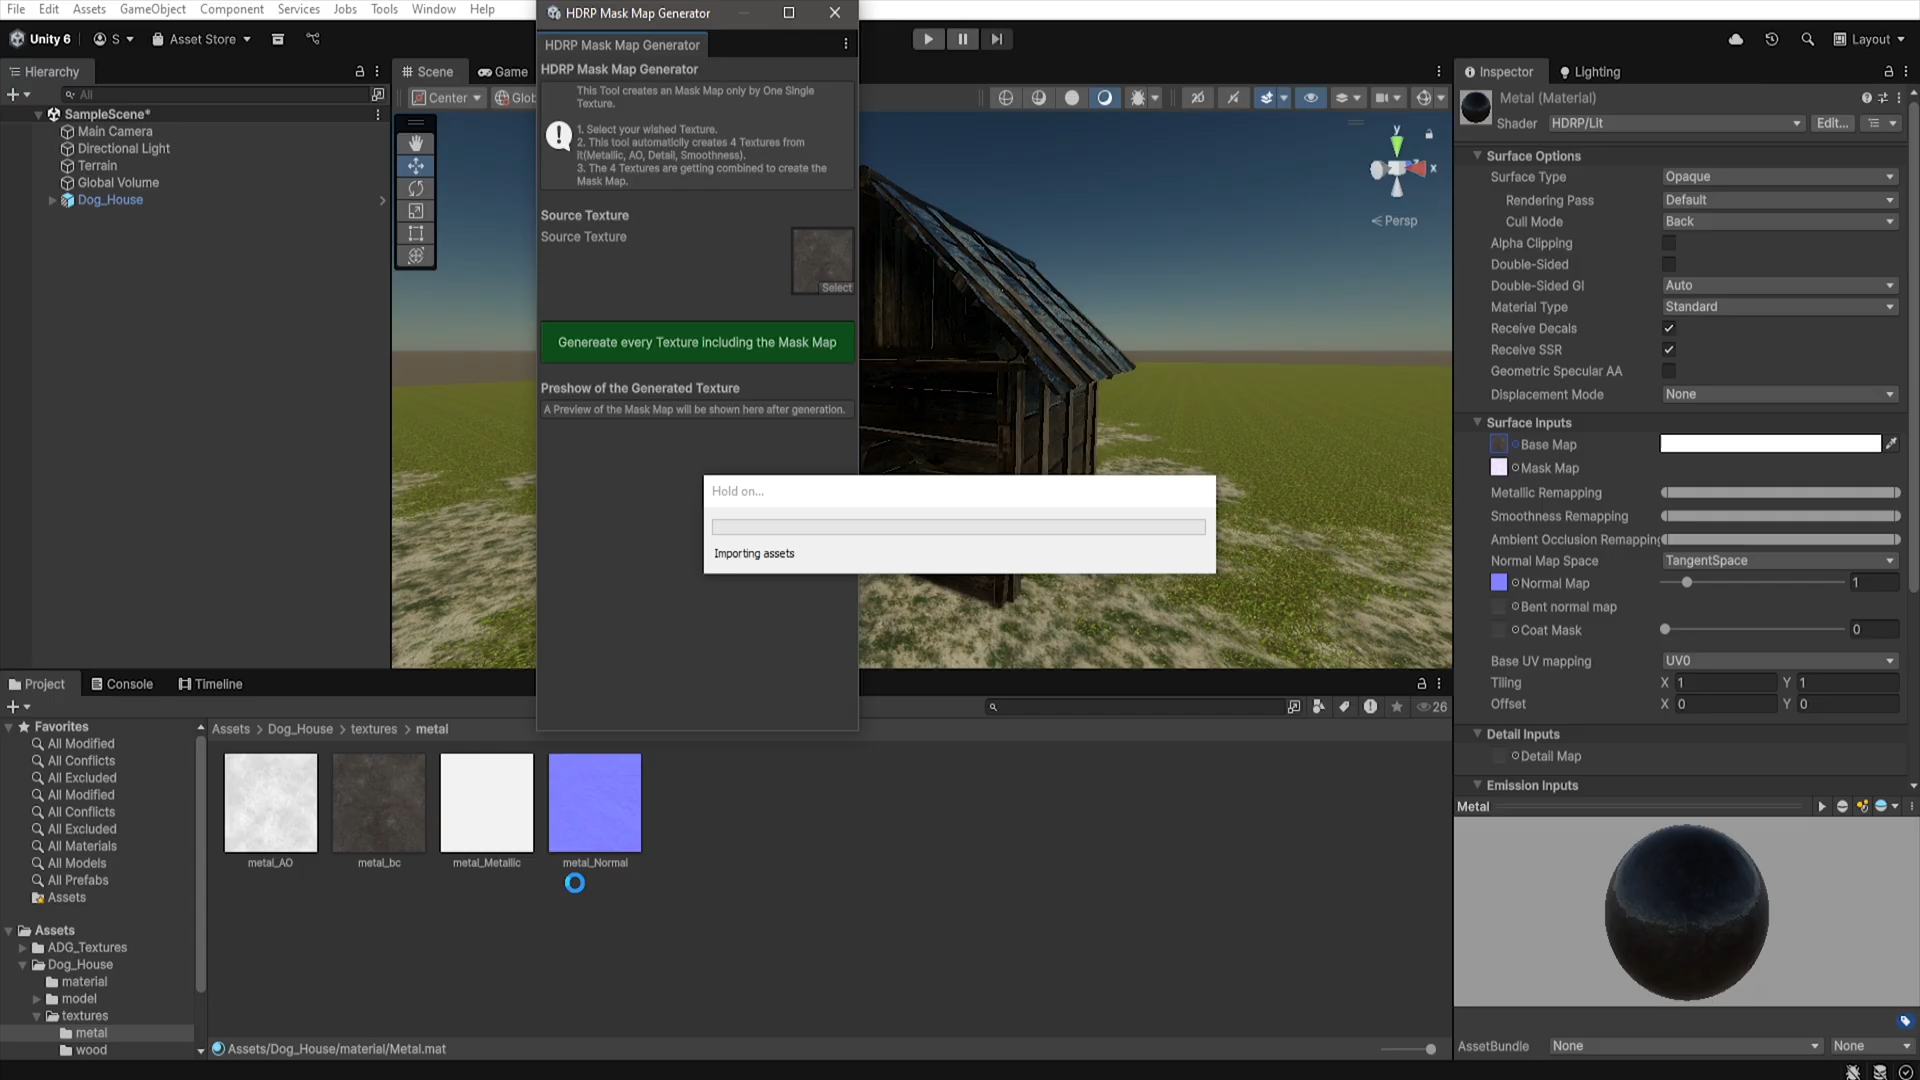 File Edit Assets GameObject Component Services Jobs Tools Window Help
HDRP Mask Map Generator
Unity 6
S
Asset Store
Layout
Hierarchy
All
SampleScene*
Main Camera
Directional Light
Terrain
Global Volume
Dog_House
Scene
Game
Center
Glob
2D
HDRP Mask Map Generator
HDRP Mask Map Generator
This Tool creates an Mask Map only by One Single
Texture.
1. Select your wished Texture.
2. This tool automaticlly creates 4 Textures from
it(Metallic, AO, Detail, Smoothness).
3. The 4 Textures are getting combined to create the
Mask Map.
Source Texture
Source Texture
Select
Genereate every Texture including the Mask Map
Preshow of the Generated Texture
A Preview of the Mask Map will be shown here after generation.
y
x
Persp
Hold on...
Importing assets
Inspector
Lighting
Metal (Material)
Shader HDRP/Lit Edit...
Surface Options
Surface Type Opaque
Rendering Pass Default
Cull Mode Back
Alpha Clipping
Double-Sided
Double-Sided GI Auto
Material Type Standard
Receive Decals
Receive SSR
Geometric Specular AA
Displacement Mode None
Surface Inputs
Base Map
Mask Map
Metallic Remapping
Smoothness Remapping
Ambient Occlusion Remapping
Normal Map Space TangentSpace
Normal Map 1
Bent normal map
Coat Mask 0
Base UV mapping UV0
Tiling X 1 Y 1
Offset X 0 Y 0
Detail Inputs
Detail Map
Emission Inputs
Metal
AssetBundle None None
Project
Console
Timeline
26
Favorites
All Modified
All Conflicts
All Excluded
All Modified
All Conflicts
All Excluded
All Materials
All Models
All Prefabs
Assets
Assets
ADG_Textures
Dog_House
material
model
textures
metal
wood
Assets > Dog_House > textures > metal
metal_AO
metal_bc
metal_Metallic
metal_Normal
Assets/Dog_House/material/Metal.mat